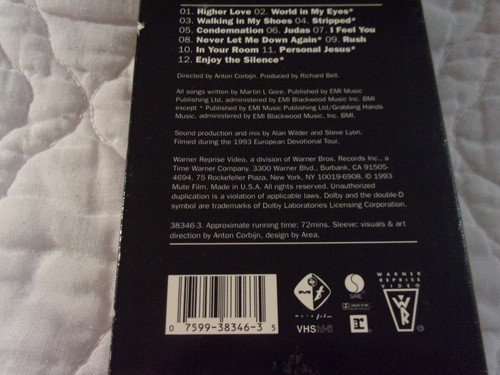 01. Higher Love 02. World in My Eyes*
03. Walking in My Shoes 04. Stripped*
05. Condemnation 06. Judas 07. I Feel You
08. Never Let Me Down Again* 09. Rush
10. In Your Room 11. Personal Jesus*
12. Enjoy the Silence*
Directed by Anton Corbijn. Produced by Richard Bell.
All songs written by Martin L Gore. Published by EMI Music
Publishing Ltd, administered by EMI Blackwood Music Inc. BMI
except * Published by EMI Music Publishing Ltd/Grabbing Hands
Music, administered by EMI Blackwood Music, Inc. BMI.
Sound production and mix by Alan Wilder and Steve Lyon.
Filmed during the 1993 European Devotional Tour.
Warner Reprise Video, a division of Warner Bros. Records Inc., a
Time Warner Company. 3300 Warner Blvd., Burbank, CA 91505-
4694, 75 Rockefeller Plaza, New York, NY 10019-6908. © 1993
Mute Film. Made in U.S.A. All rights reserved. Unauthorized
duplication is a violation of applicable laws. Dolby and the double-D
symbol are trademarks of Dolby Laboratories Licensing Corporation.
38346-3. Approximate running time: 72mins. Sleeve: visuals & art
direction by Anton Corbijn, design by Area.
WARNER
REPRISE
VIDEO
SIRE
WR
0 7599-38346-3 5
VHS hi-fi
r